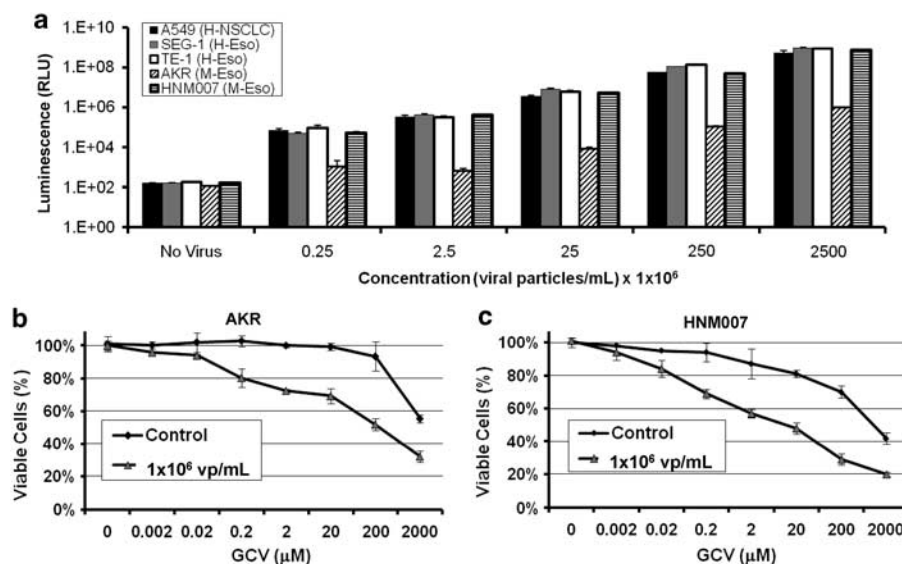 a
1.E+10
1.E+08
1.E+06
1.E+04
1.E+02
1.E+00
Luminescence (RLU)
A549 (H-NSCLC)
SEG-1 (H-Eso)
TE-1 (H-Eso)
AKR (M-Eso)
HNM007 (M-Eso)
No Virus 0.25 2.5 25 250 2500
Concentration (viral particles/mL) x 1x10⁶
b
AKR
100%
80%
60%
40%
20%
0%
Viable Cells (%)
Control
1x10⁶ vp/mL
0 0.002 0.02 0.2 2 20 200 2000
GCV (μM)
c
HNM007
100%
80%
60%
40%
20%
0%
Viable Cells (%)
Control
1x10⁶ vp/mL
0 0.002 0.02 0.2 2 20 200 2000
GCV (μM)